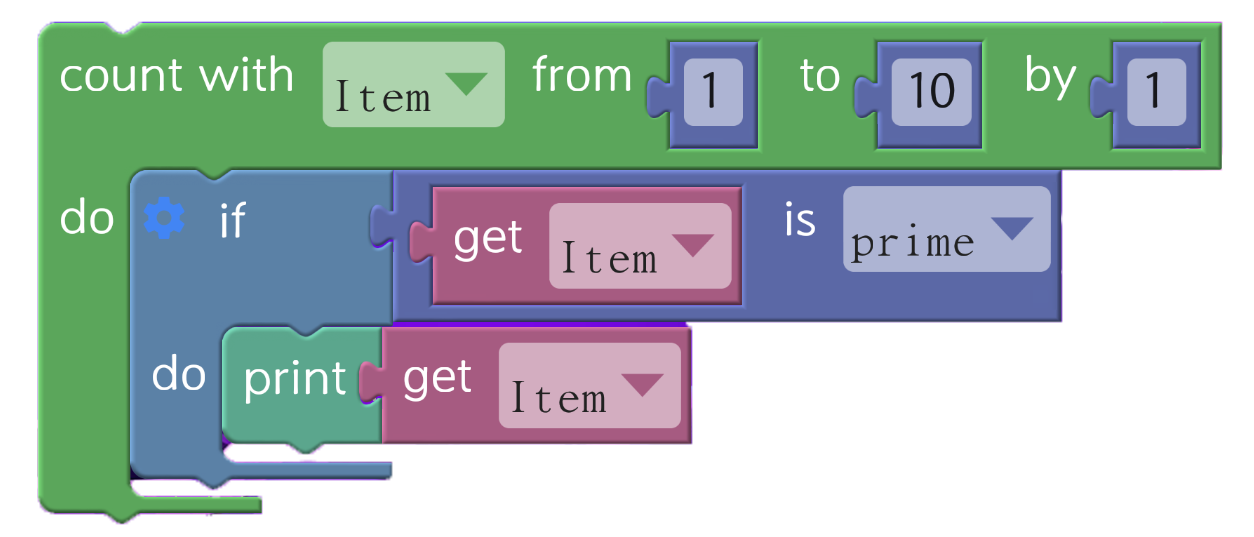 count with Item from 1 to 10 by 1
do if get Item is prime
do print get Item